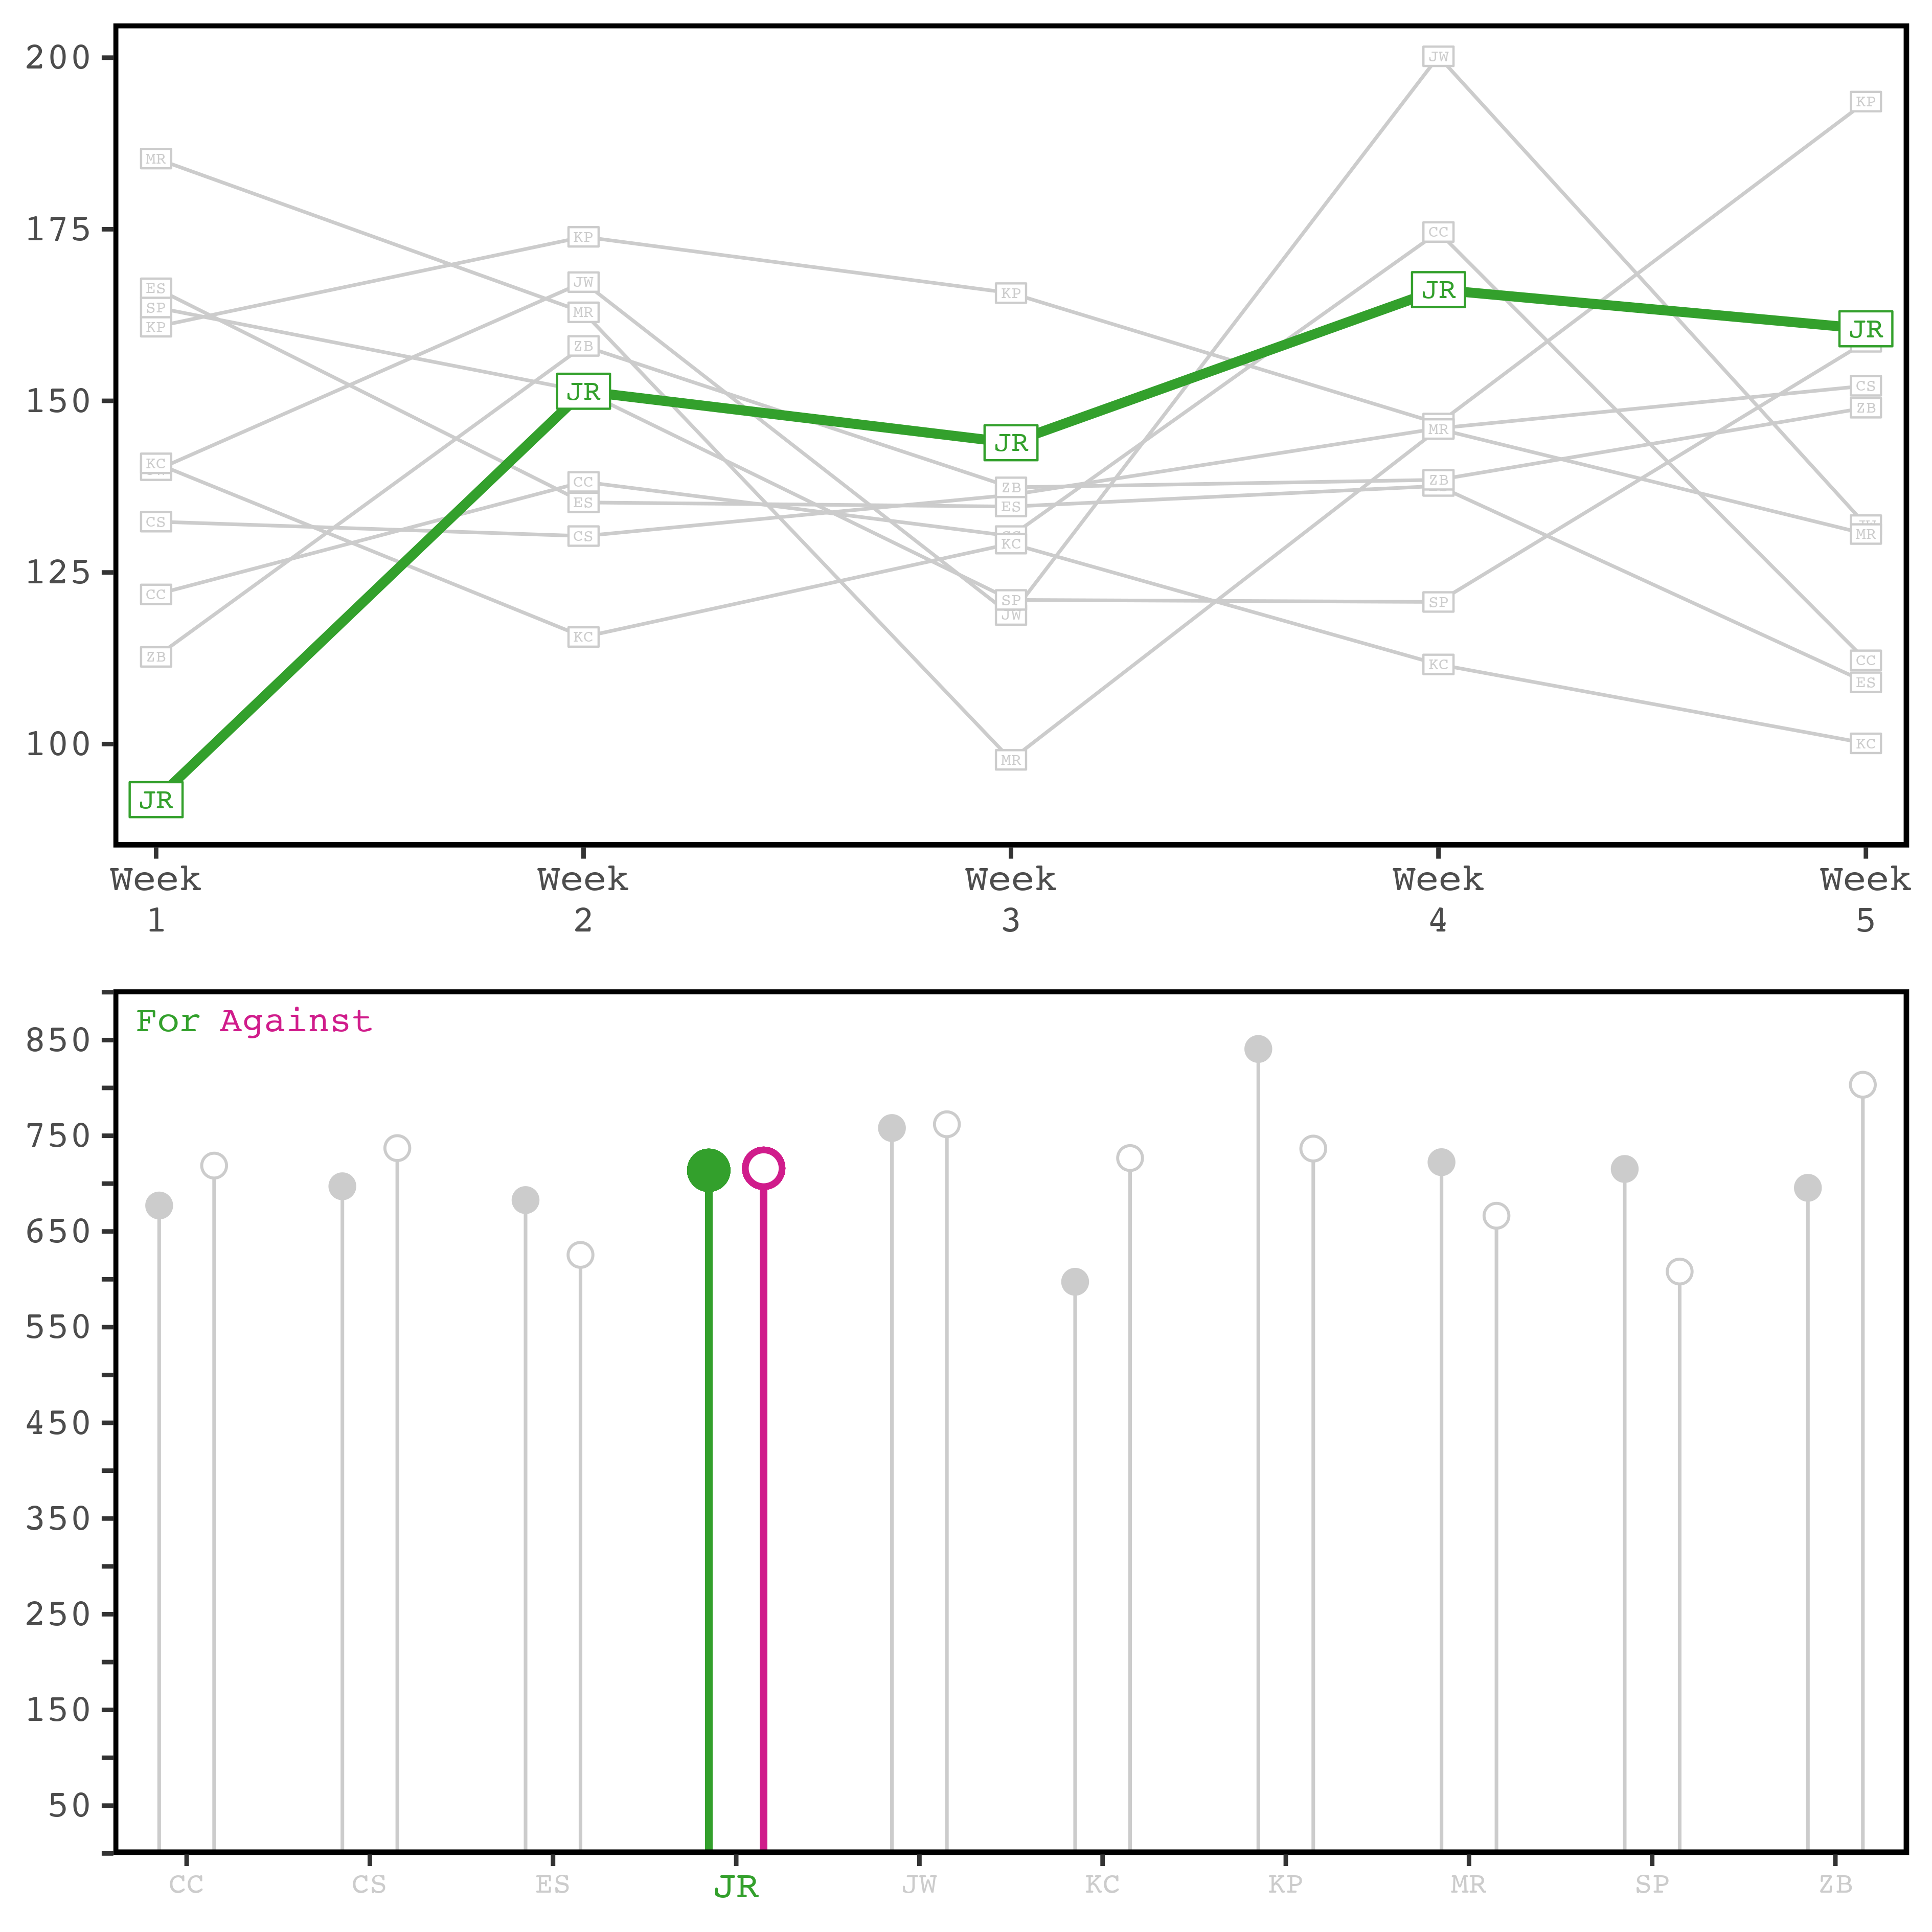 200
175
150
125
100
MR
ES
SP
KP
KC
CS
CC
ZB
JR
KP
JW
MR
ZB
JR
CC
ES
CS
KC
KP
JR
ZB
ES
KC
SP
JW
MR
JW
CC
JR
MR
ZB
SP
KC
KP
JR
CS
ZB
MR
CC
ES
KC
Week Week Week Week Week
1 2 3 4 5
For Against
850
750
650
550
450
350
250
150
50
CC CS ES JR JW KC KP MR SP ZB